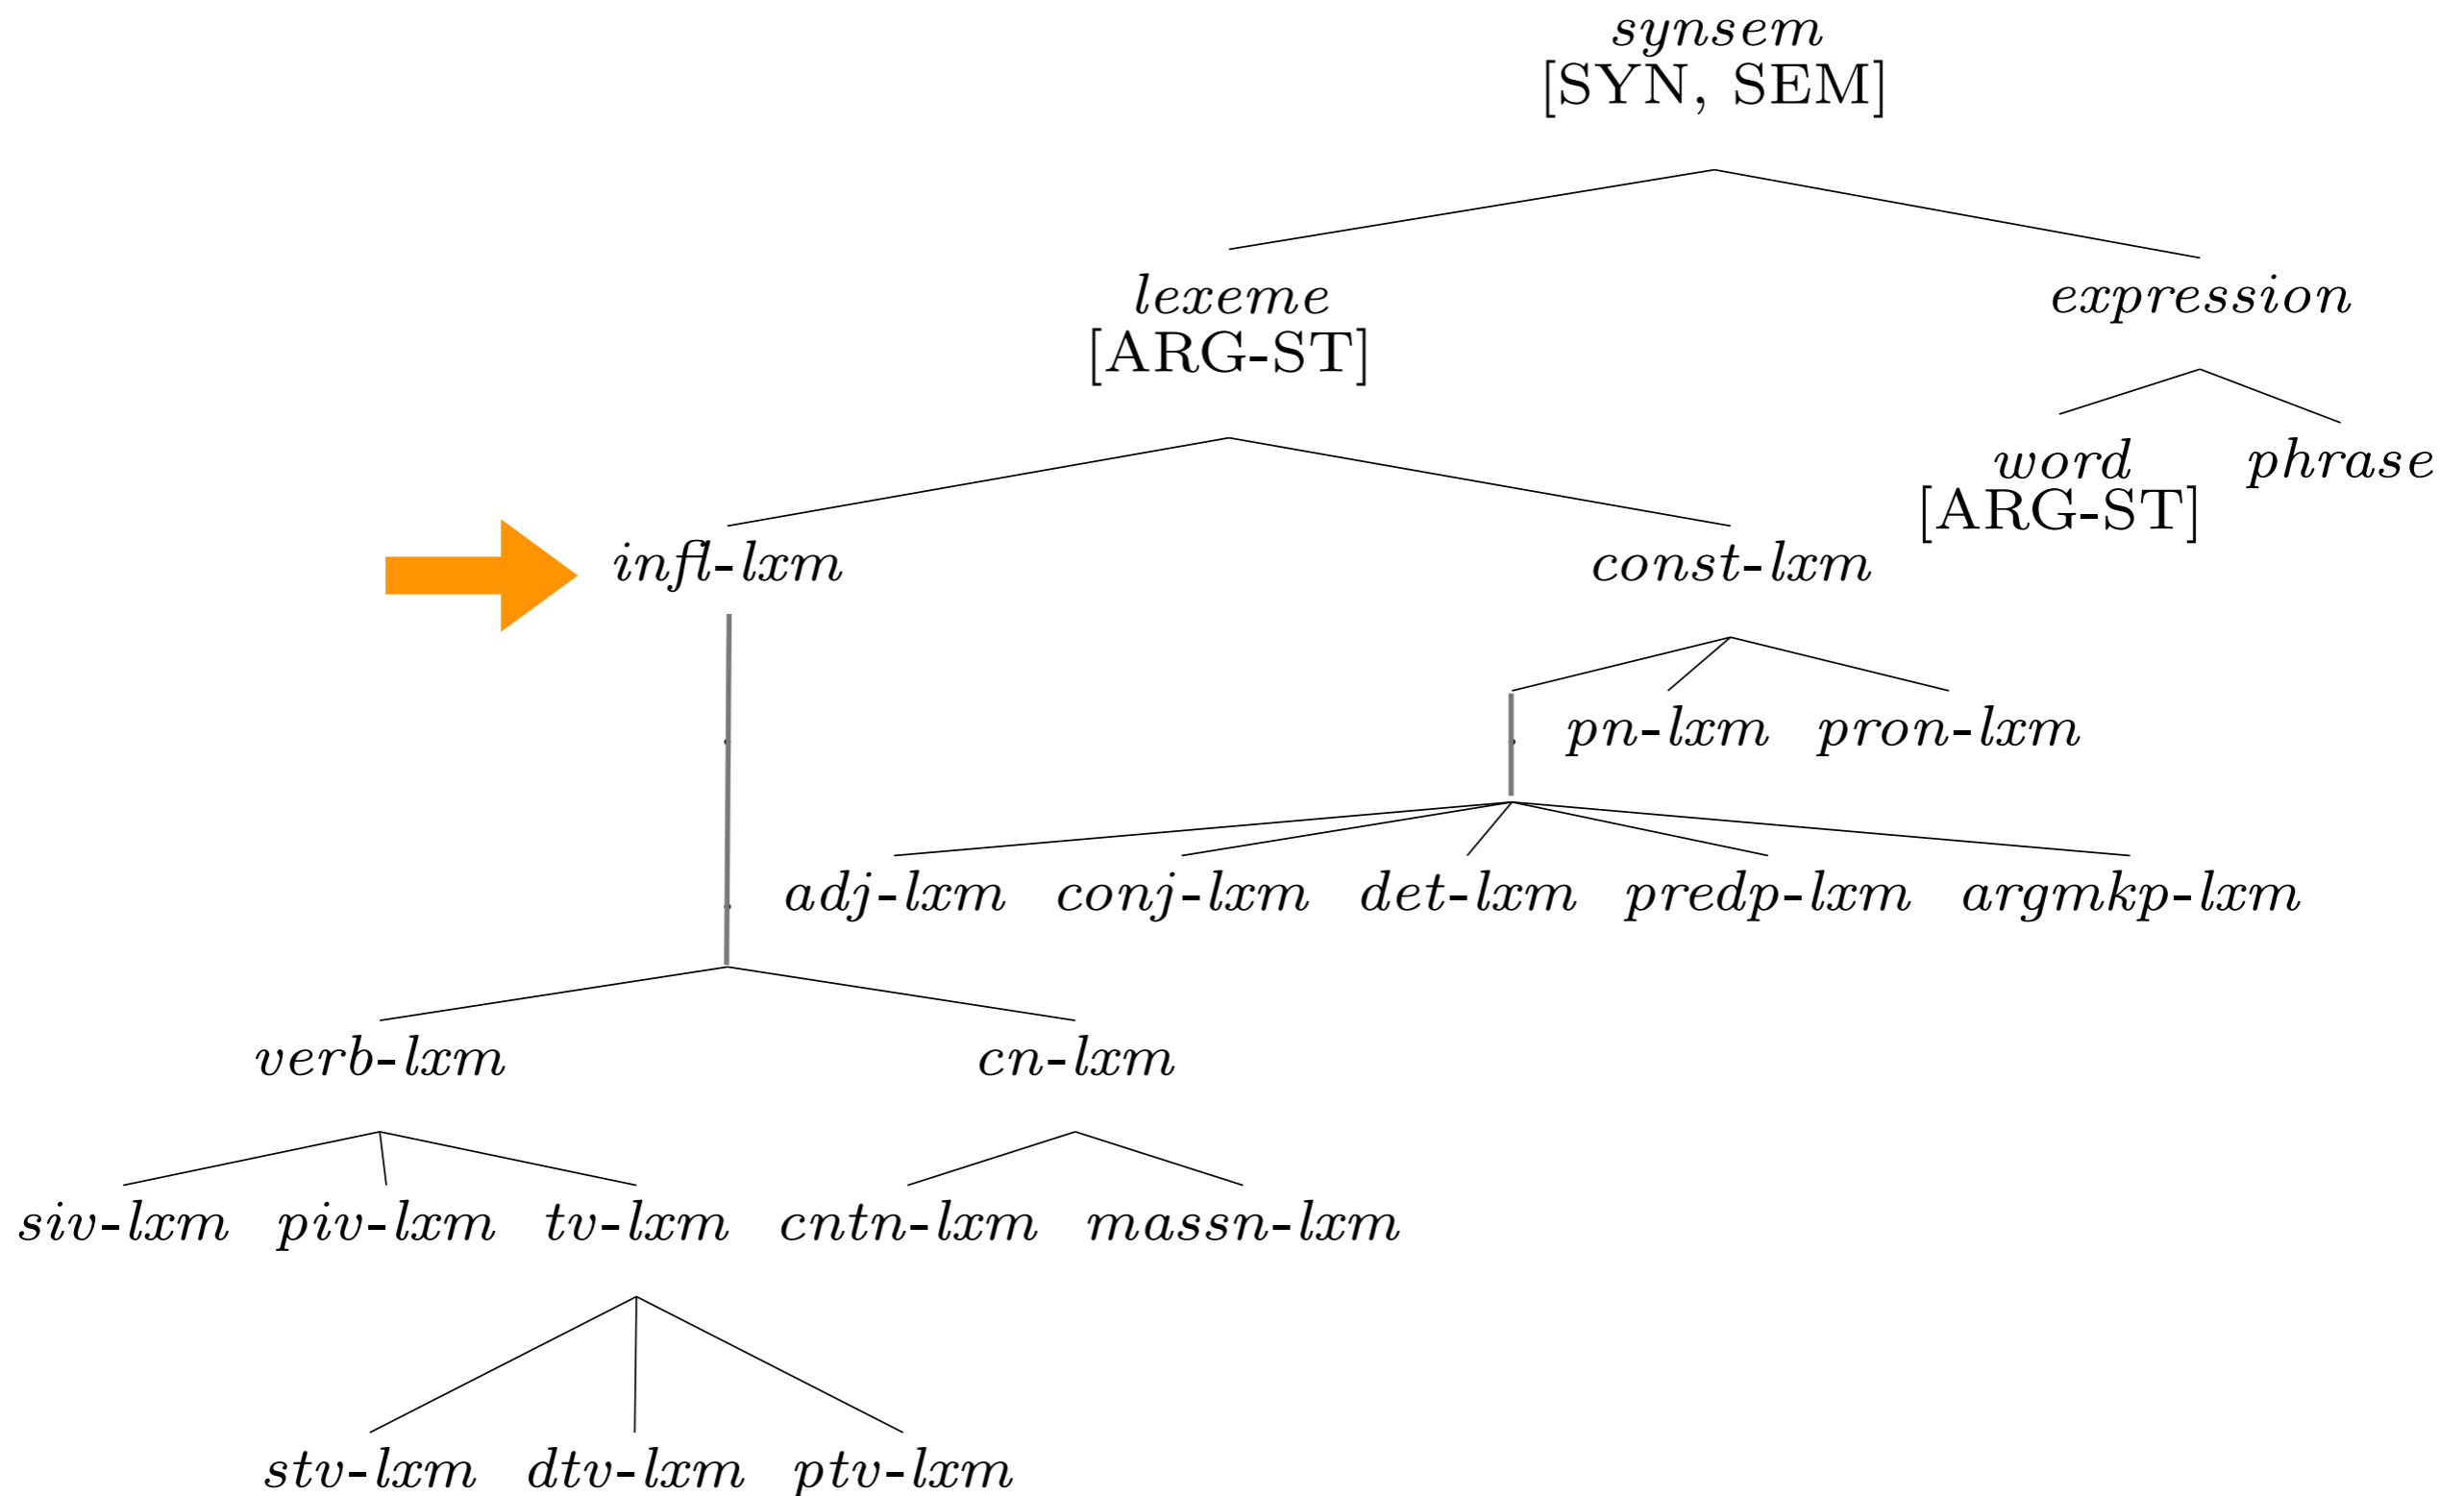 synsem
[SYN, SEM]
lexeme
[ARG-ST]
expression
word
[ARG-ST]
phrase
infl-lxm
const-lxm
pn-lxm pron-lxm
adj-lxm conj-lxm det-lxm predp-lxm argmkp-lxm
verb-lxm cn-lxm
siv-lxm piv-lxm tv-lxm cntn-lxm massn-lxm
stv-lxm dtv-lxm ptv-lxm